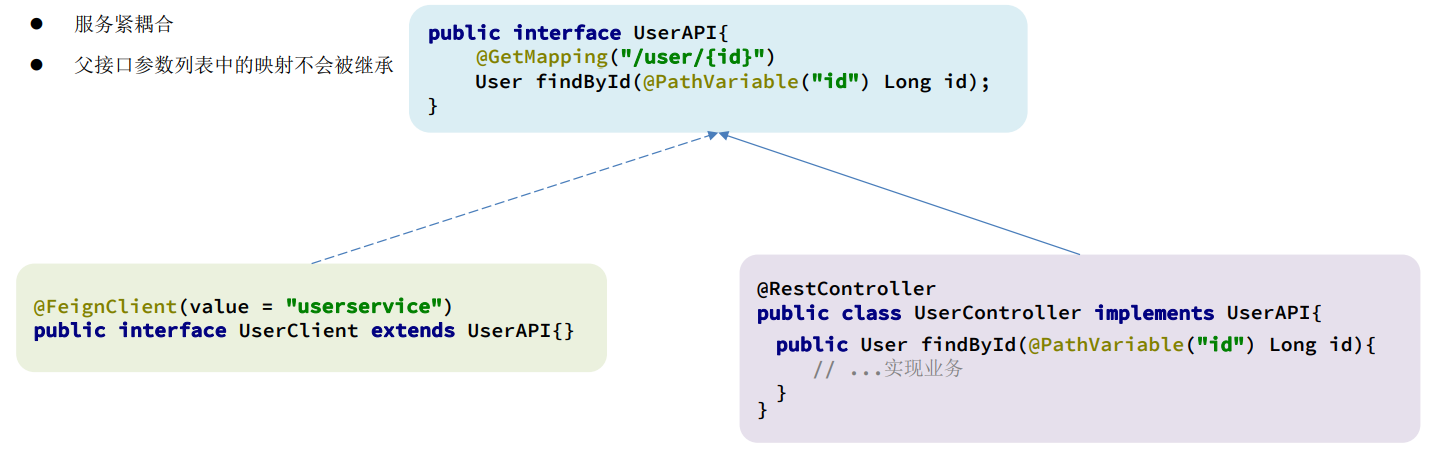 ● 服务紧耦合
● 父接口参数列表中的映射不会被继承
public interface UserAPI{
    @GetMapping("/user/{id}")
    User findById(@PathVariable("id") Long id);
}
@FeignClient(value = "userservice")
public interface UserClient extends UserAPI{}
@RestController
public class UserController implements UserAPI{
  public User findById(@PathVariable("id") Long id){
    // ...实现业务
  }
}